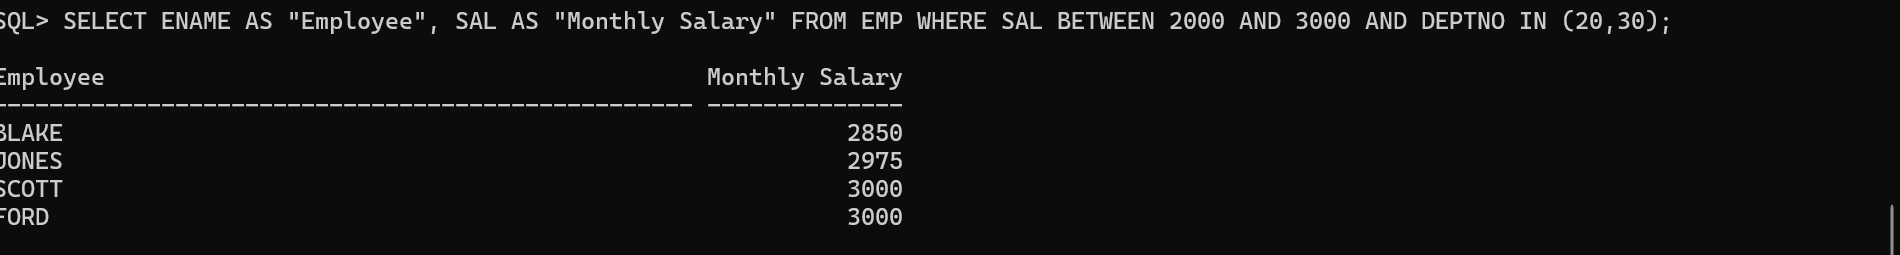 SQL> SELECT ENAME AS "Employee", SAL AS "Monthly Salary" FROM EMP WHERE SAL BETWEEN 2000 AND 3000 AND DEPTNO IN (20,30);
Employee Monthly Salary
-------------------------------------------------- --------------
BLAKE 2850
JONES 2975
SCOTT 3000
FORD 3000